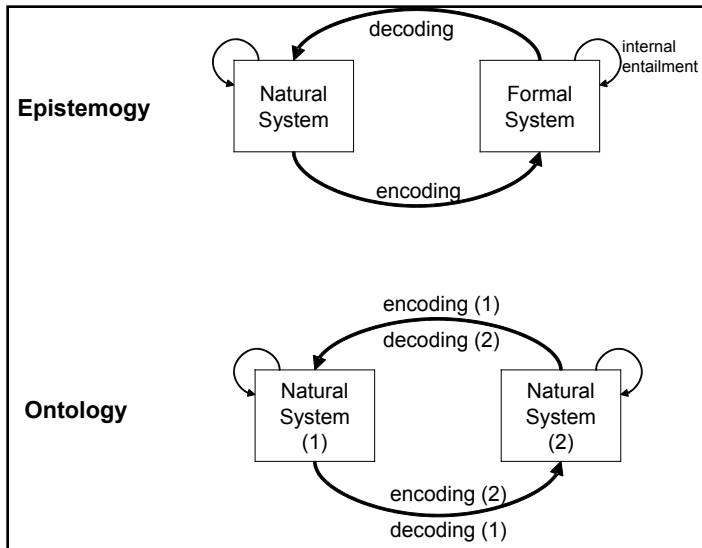 decoding
internal
entailment
Natural
System
Formal
System
Epistemogy
encoding
encoding (1)
decoding (2)
Natural
System
(1)
Natural
System
(2)
Ontology
encoding (2)
decoding (1)